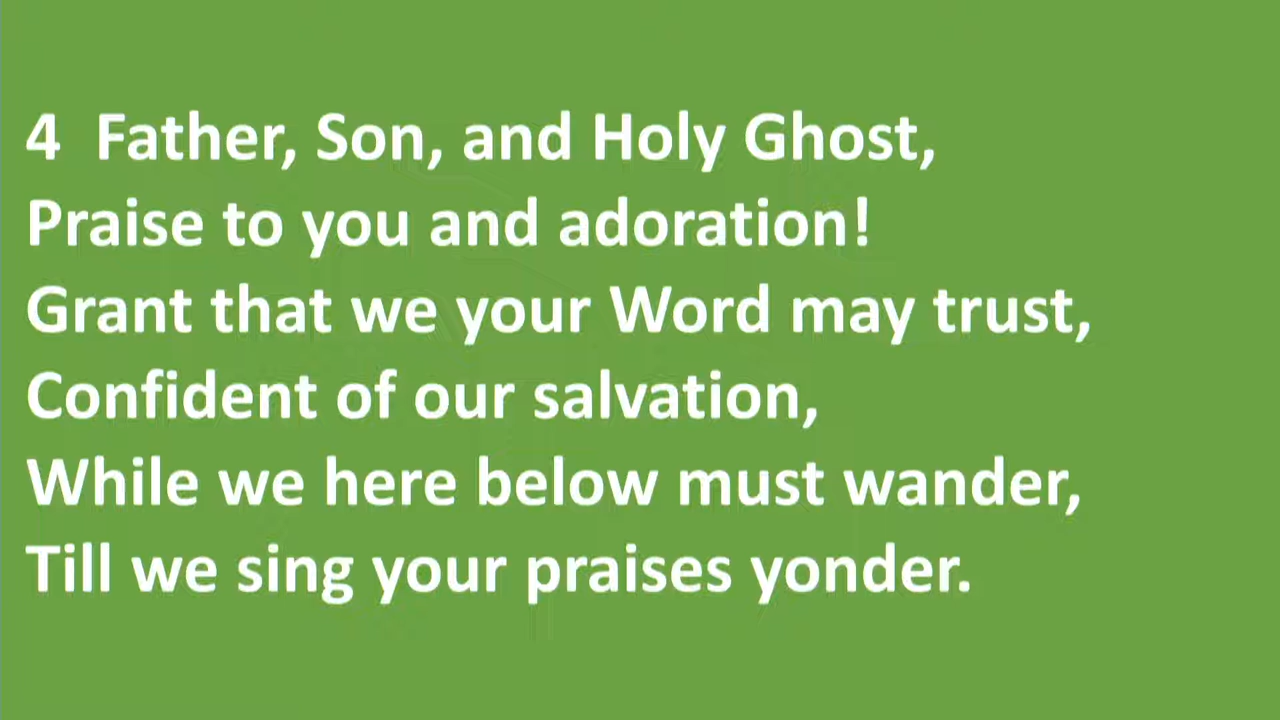 4 Father, Son, and Holy Ghost,
Praise to you and adoration!
Grant that we your Word may trust,
Confident of our salvation,
While we here below must wander,
Till we sing your praises yonder.